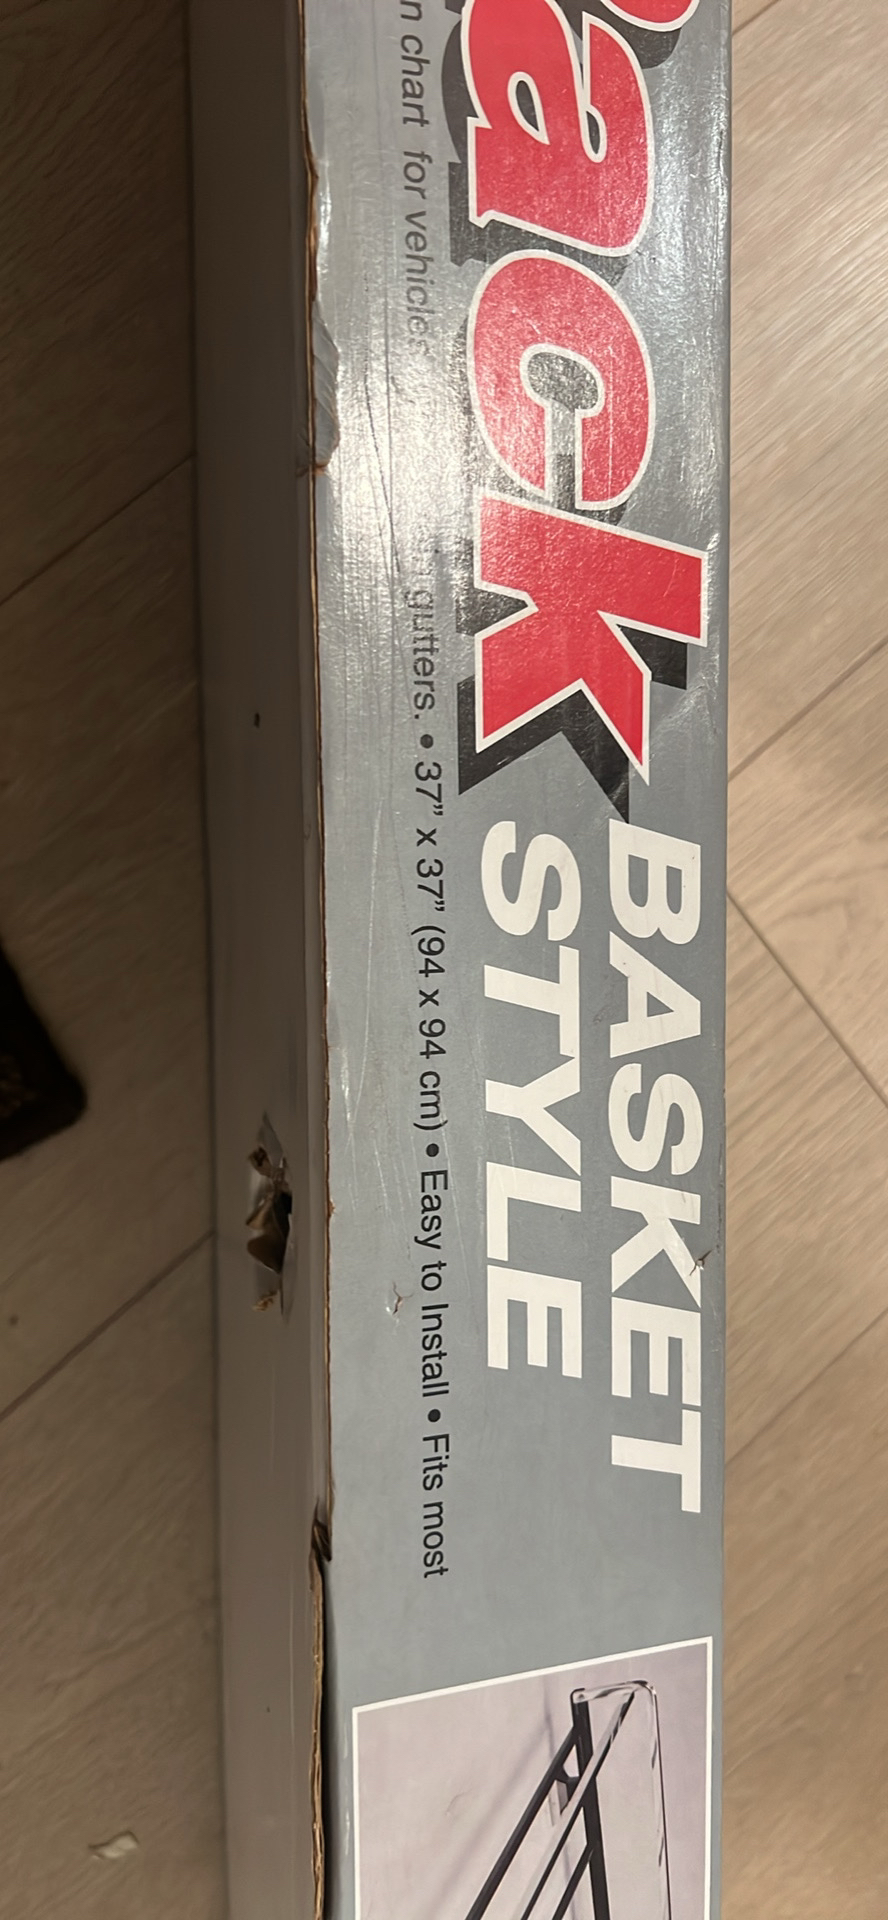 ack BASKET
STYLE
n chart for vehicles gutters. • 37” x 37” (94 x 94 cm) • Easy to Install • Fits most